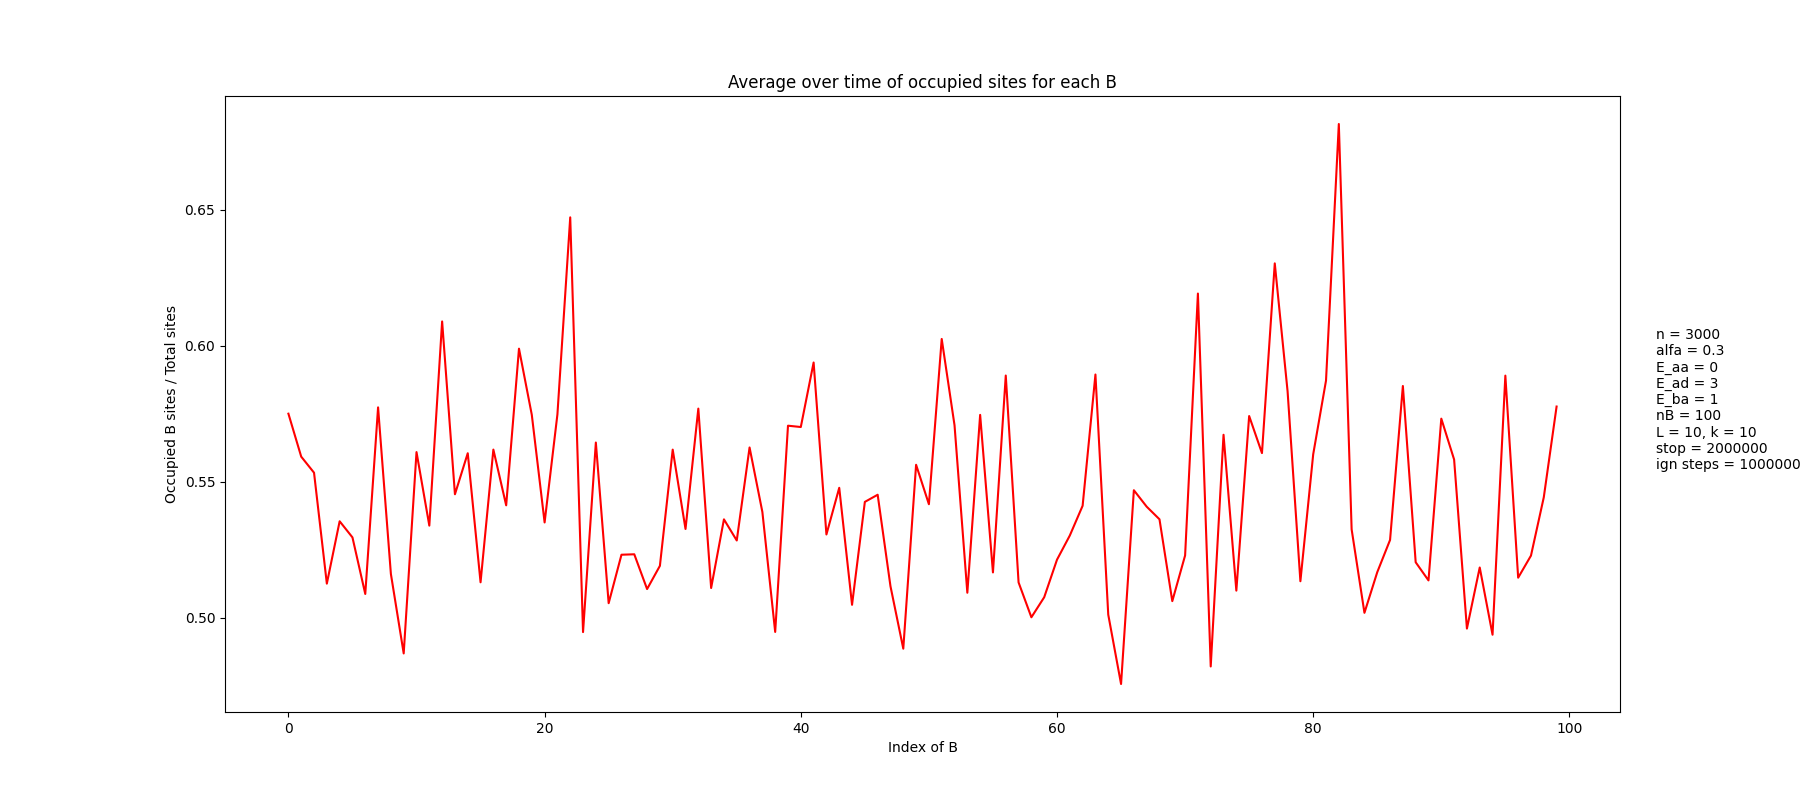 Average over time of occupied sites for each B
Occupied B sites / Total sites
0.65
0.60
0.55
0.50
0
20
40
60
80
100
Index of B
n = 3000
alfa = 0.3
E_aa = 0
E_ad = 3
E_ba = 1
nB = 100
L = 10, k = 10
stop = 2000000
ign steps = 1000000